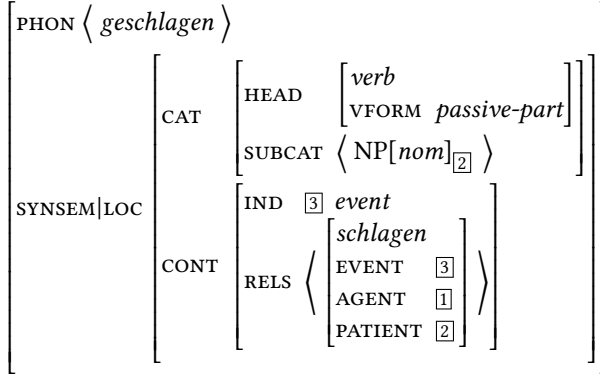 PHON ⟨ geschlagen ⟩
verb
HEAD
VFORM passive-part
CAT
SUBCAT ⟨ NP[nom]2 ⟩
SYNSEM|LOC
IND 3 event
schlagen
EVENT 3
RELS ⟨ ⟩
CONT
AGENT 1
PATIENT 2